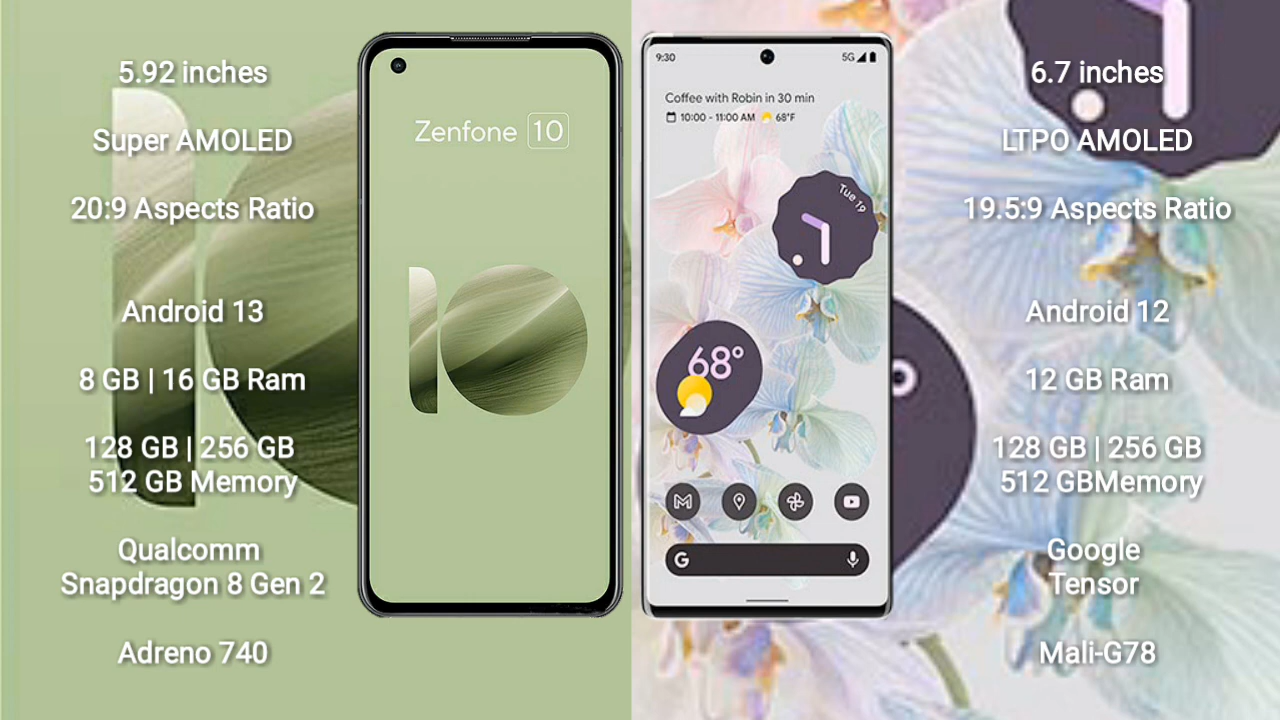 5.92 inches
Super AMOLED
20:9 Aspects Ratio
Android 13
8 GB | 16 GB Ram
128 GB | 256 GB
512 GB Memory
Qualcomm
Snapdragon 8 Gen 2
Adreno 740
Zenfone 10
9:30
5G
Coffee with Robin in 30 min
10:00 - 11:00 AM 68°F
Tue 19
68°
G
6.7 inches
LTPO AMOLED
19.5:9 Aspects Ratio
Android 12
12 GB Ram
128 GB | 256 GB
512 GBMemory
Google
Tensor
Mali-G78